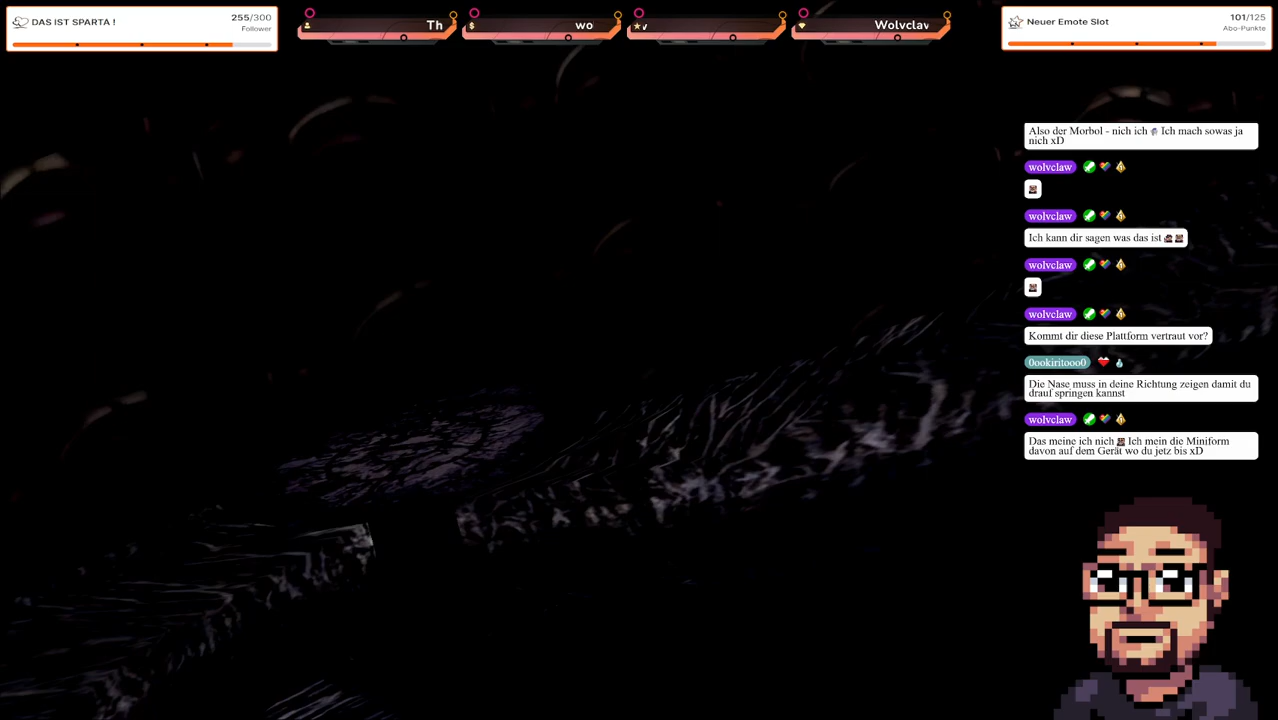 DAS IST SPARTA !
255/300
Follower
Th
wo
Wolvclaw
Neuer Emote Slot
101/125
Abo-Punkte
Also der Morbol - nich ich Ich mach sowas ja
nich xD
wolvclaw
wolvclaw
Ich kann dir sagen was das ist
wolvclaw
wolvclaw
Kommt dir diese Plattform vertraut vor?
0ookiritooo0
Die Nase muss in deine Richtung zeigen damit du
drauf springen kannst
wolvclaw
Das meine ich nich Ich mein die Miniform
davon auf dem Gerät wo du jetz bis xD